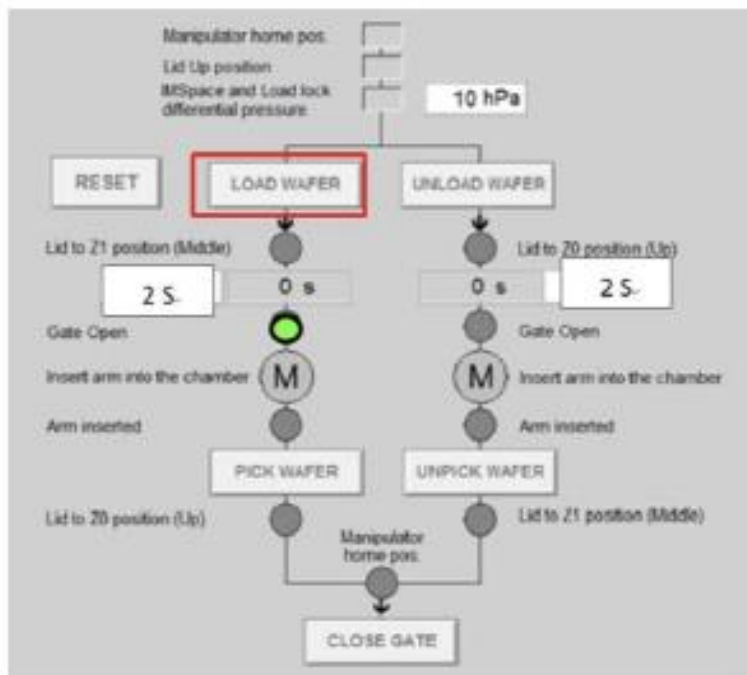 Manipulator home pos.
Lid Up position
IMSpace and Load lock
differential pressure
10 hPa
RESET
LOAD WAFER
UNLOAD WAFER
Lid to Z1 position (Middle)
Lid to Z0 position (Up)
2 S
0 s
0 s
2 S
Gate Open
Gate Open
Insert arm into the chamber
M
M
Insert arm into the chamber
Arm inserted
Arm inserted
PICK WAFER
UNPICK WAFER
Lid to Z0 position (Up)
Lid to Z1 position (Middle)
Manipulator
home pos.
CLOSE GATE